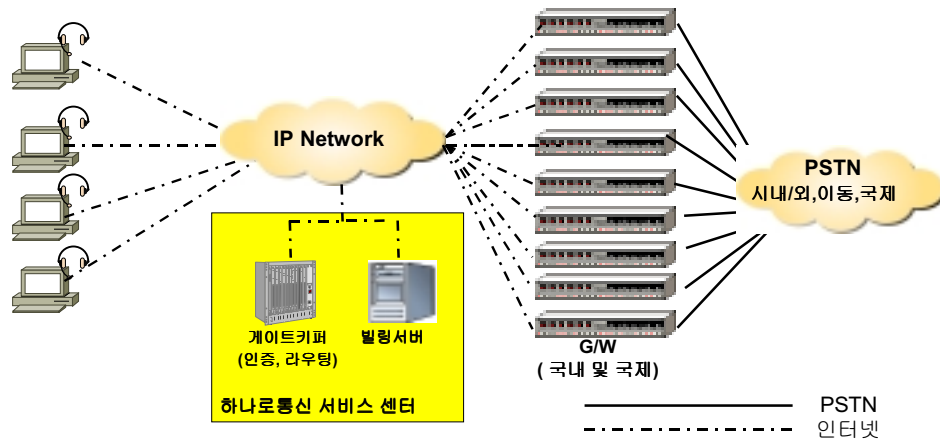 IP Network
PSTN
시내/외,이동,국제
게이트키퍼
(인증, 라우팅)
빌링서버
하나로통신 서비스 센터
G/W
( 국내 및 국제)
PSTN
인터넷